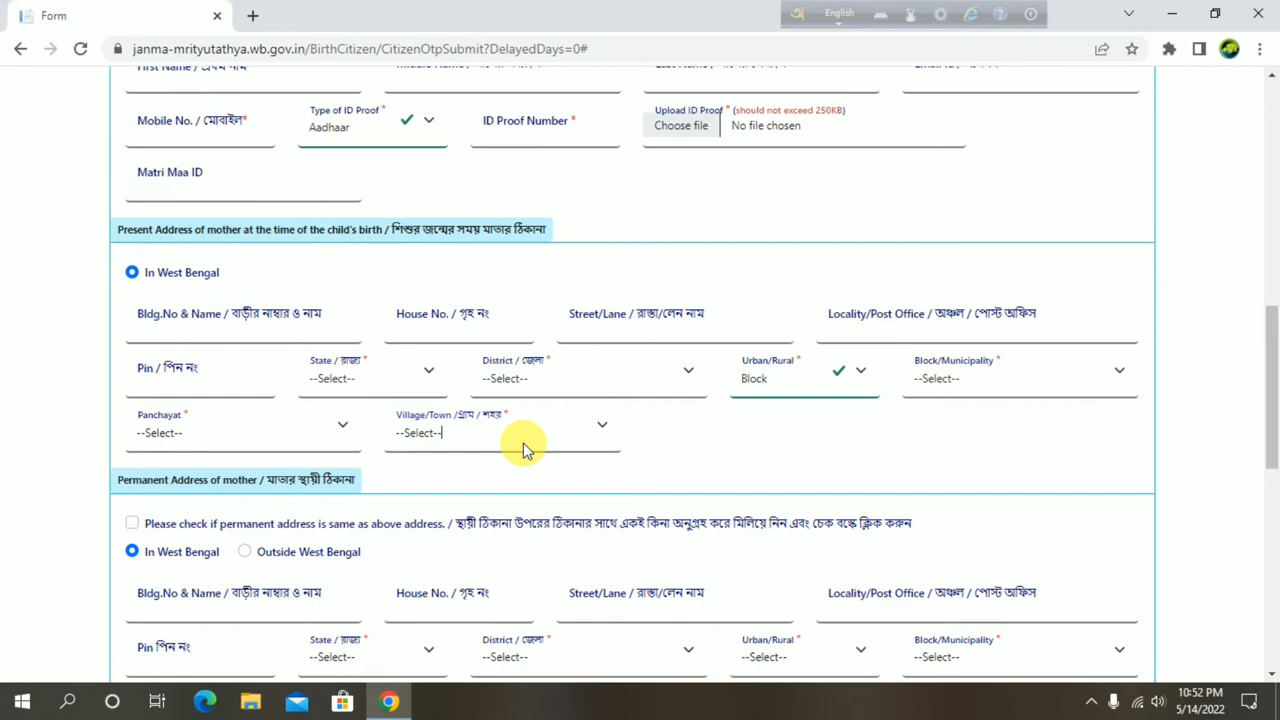 Form
English
janma-mrityutathya.wb.gov.in/BirthCitizen/CitizenOtpSubmit?DelayedDays=0#
First Name / প্রথম নাম
Mobile No. / মোবাইল*
Type of ID Proof *
Aadhaar
ID Proof Number *
Upload ID Proof * (should not exceed 250KB)
Choose file No file chosen
Matri Maa ID
Present Address of mother at the time of the child's birth / শিশুর জন্মের সময় মাতার ঠিকানা
In West Bengal
Bldg.No & Name / বাড়ীর নাম্বার ও নাম
House No. / গৃহ নং
Street/Lane / রাস্তা/লেন নাম
Locality/Post Office / অঞ্চল / পোস্ট অফিস
Pin / পিন নং
State / রাজ্য *
--Select--
District / জেলা *
--Select--
Urban/Rural *
Block
Block/Municipality *
--Select--
Panchayat *
--Select--
Village/Town /গ্রাম / শহর *
--Select--
Permanent Address of mother / মাতার স্থায়ী ঠিকানা
Please check if permanent address is same as above address. / স্থায়ী ঠিকানা উপরের ঠিকানার সাথে একই কিনা অনুগ্রহ করে মিলিয়ে নিন এবং চেক বক্সে ক্লিক করুন
In West Bengal Outside West Bengal
Bldg.No & Name / বাড়ীর নাম্বার ও নাম
House No. / গৃহ নং
Street/Lane / রাস্তা/লেন নাম
Locality/Post Office / অঞ্চল / পোস্ট অফিস
Pin পিন নং
State / রাজ্য *
--Select--
District / জেলা *
--Select--
Urban/Rural *
--Select--
Block/Municipality *
--Select--
10:52 PM
5/14/2022